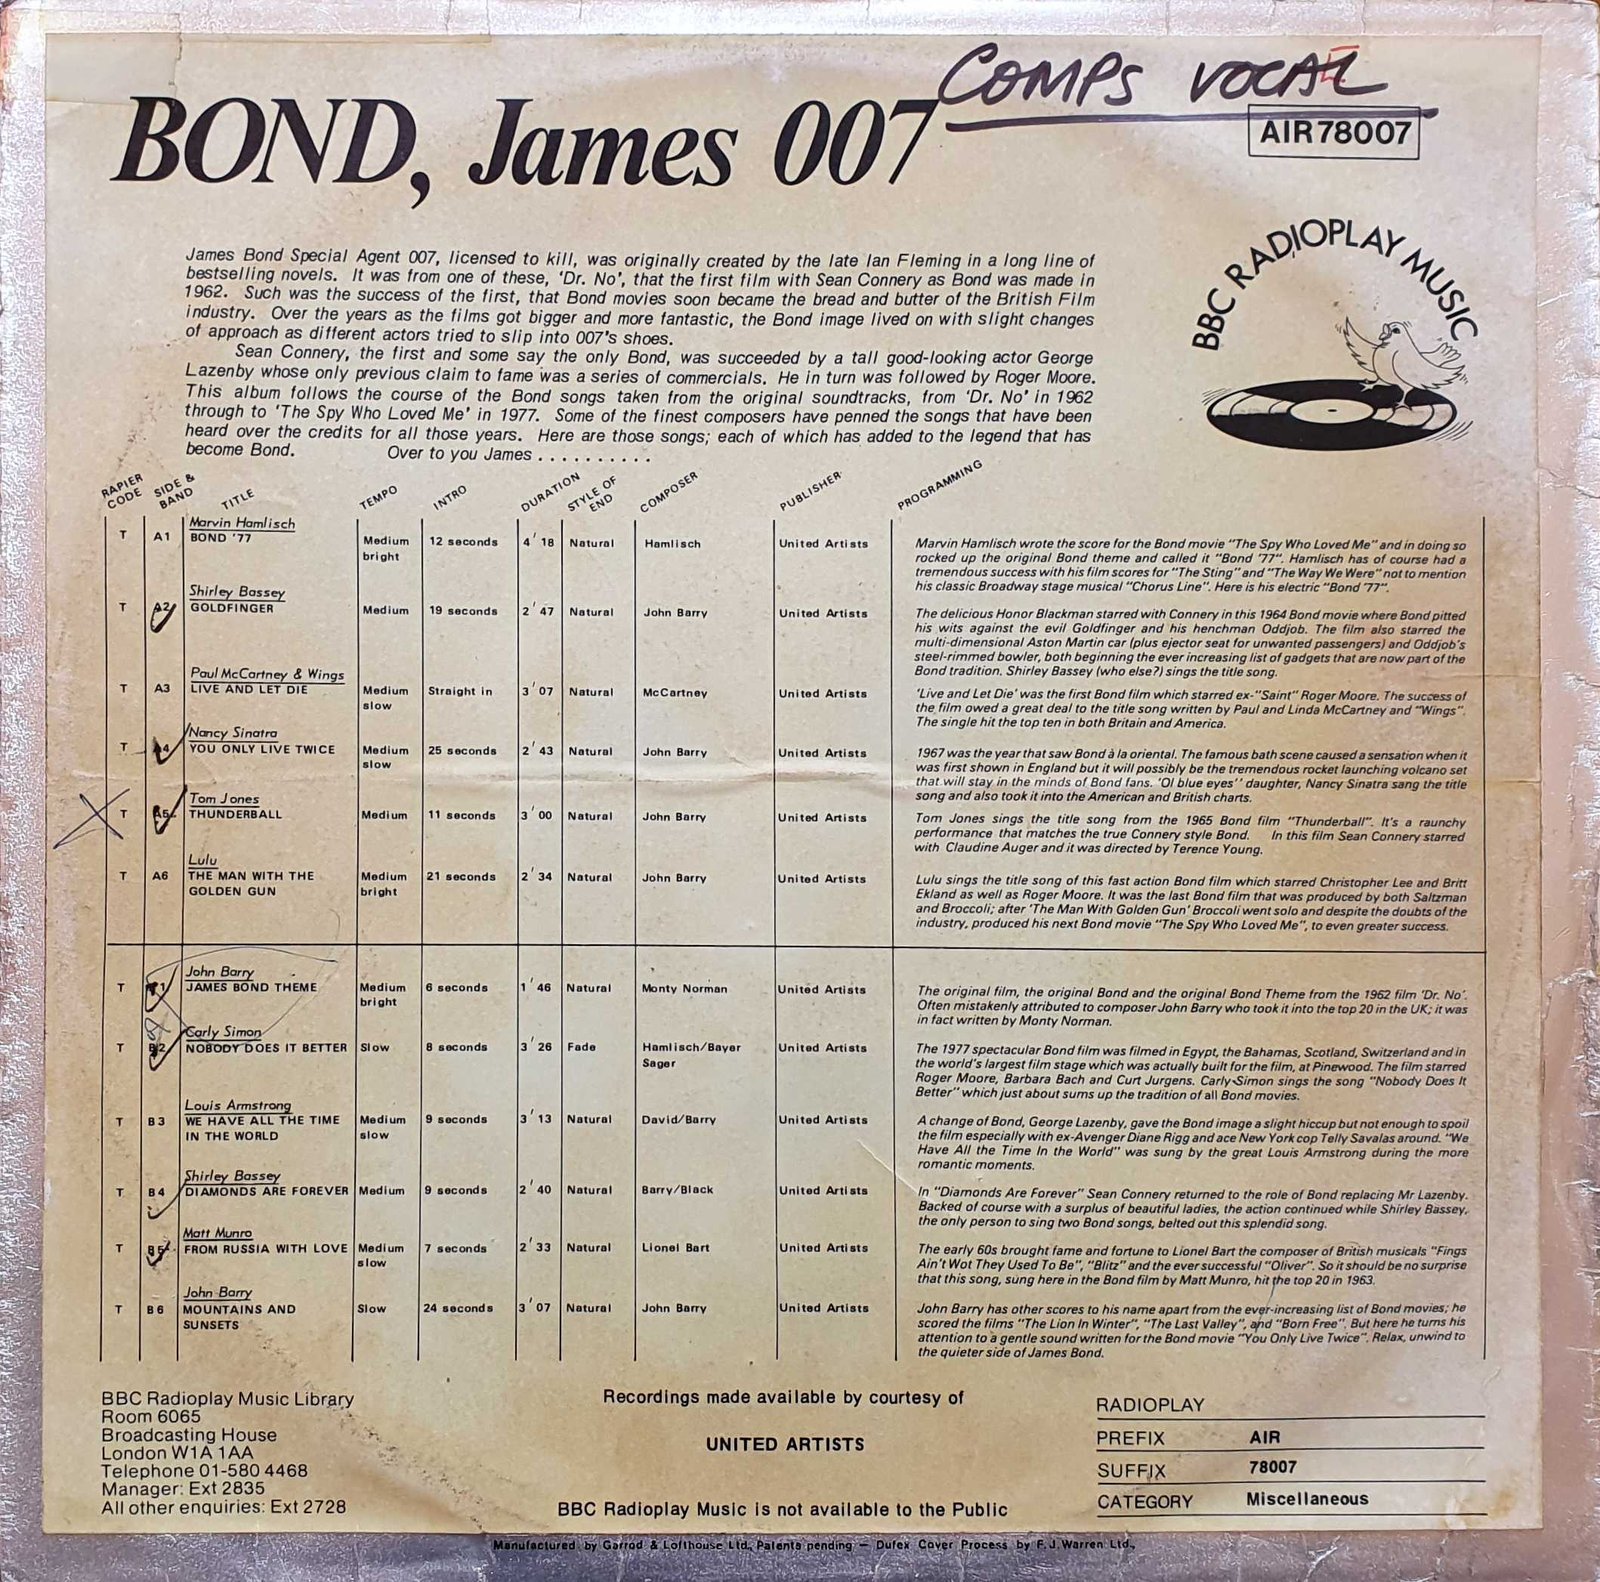 COMPS VOCAL
BOND, James 007
AIR78007
BBC RADIOPLAY MUSIC
James Bond Special Agent 007, licensed to kill, was originally created by the late Ian Fleming in a long line of
bestselling novels. It was from one of these, 'Dr. No', that the first film with Sean Connery as Bond was made in
1962. Such was the success of the first, that Bond movies soon became the bread and butter of the British Film
industry. Over the years as the films got bigger and more fantastic, the Bond image lived on with slight changes
of approach as different actors tried to slip into 007's shoes.
Sean Connery, the first and some say the only Bond, was succeeded by a tall good-looking actor George
Lazenby whose only previous claim to fame was a series of commercials. He in turn was followed by Roger Moore.
This album follows the course of the Bond songs taken from the original soundtracks, from 'Dr. No' in 1962
through to 'The Spy Who Loved Me' in 1977. Some of the finest composers have penned the songs that have been
heard over the credits for all those years. Here are those songs; each of which has added to the legend that has
become Bond. Over to you James . . . . . . . . . .
RAPIER CODE SIDE & BAND TITLE TEMPO INTRO DURATION STYLE OF END COMPOSER PUBLISHER PROGRAMMING
Marvin Hamlisch
T A1 BOND '77 Medium bright 12 seconds 4' 18 Natural Hamlisch United Artists
Marvin Hamlisch wrote the score for the Bond movie "The Spy Who Loved Me" and in doing so
rocked up the original Bond theme and called it "Bond '77". Hamlisch has of course had a
tremendous success with his film scores for "The Sting" and "The Way We Were" not to mention
his classic Broadway stage musical "Chorus Line". Here is his electric "Bond '77".
Shirley Bassey
T A2 GOLDFINGER Medium 19 seconds 2' 47 Natural John Barry United Artists
The delicious Honor Blackman starred with Connery in this 1964 Bond movie where Bond pitted
his wits against the evil Goldfinger and his henchman Oddjob. The film also starred the
multi-dimensional Aston Martin car (plus ejector seat for unwanted passengers) and Oddjob's
steel-rimmed bowler, both beginning the ever increasing list of gadgets that are now part of the
Bond tradition. Shirley Bassey (who else?) sings the title song.
Paul McCartney & Wings
T A3 LIVE AND LET DIE Medium slow Straight in 3' 07 Natural McCartney United Artists
'Live and Let Die' was the first Bond film which starred ex-"Saint" Roger Moore. The success of
the film owed a great deal to the title song written by Paul and Linda McCartney and "Wings".
The single hit the top ten in both Britain and America.
Nancy Sinatra
T A4 YOU ONLY LIVE TWICE Medium slow 25 seconds 2' 43 Natural John Barry United Artists
1967 was the year that saw Bond à la oriental. The famous bath scene caused a sensation when it
was first shown in England but it will possibly be the tremendous rocket launching volcano set
that will stay in the minds of Bond fans. 'Ol blue eyes'' daughter, Nancy Sinatra sang the title
song and also took it into the American and British charts.
Tom Jones
T A5 THUNDERBALL Medium 11 seconds 3' 00 Natural John Barry United Artists
Tom Jones sings the title song from the 1965 Bond film "Thunderball". It's a raunchy
performance that matches the true Connery style Bond. In this film Sean Connery starred
with Claudine Auger and it was directed by Terence Young.
Lulu
T A6 THE MAN WITH THE GOLDEN GUN Medium bright 21 seconds 2' 34 Natural John Barry United Artists
Lulu sings the title song of this fast action Bond film which starred Christopher Lee and Britt
Ekland as well as Roger Moore. It was the last Bond film that was produced by both Saltzman
and Broccoli; after 'The Man With Golden Gun' Broccoli went solo and despite the doubts of the
industry, produced his next Bond movie "The Spy Who Loved Me", to even greater success.
John Barry
T B1 JAMES BOND THEME Medium bright 6 seconds 1' 46 Natural Monty Norman United Artists
The original film, the original Bond and the original Bond Theme from the 1962 film 'Dr. No'.
Often mistakenly attributed to composer John Barry who took it into the top 20 in the UK; it was
in fact written by Monty Norman.
Carly Simon
T B2 NOBODY DOES IT BETTER Slow 8 seconds 3' 26 Fade Hamlisch/Bayer Sager United Artists
The 1977 spectacular Bond film was filmed in Egypt, the Bahamas, Scotland, Switzerland and in
the world's largest film stage which was actually built for the film, at Pinewood. The film starred
Roger Moore, Barbara Bach and Curt Jurgens. Carly Simon sings the song "Nobody Does It
Better" which just about sums up the tradition of all Bond movies.
Louis Armstrong
T B3 WE HAVE ALL THE TIME IN THE WORLD Medium slow 9 seconds 3' 13 Natural David/Barry United Artists
A change of Bond, George Lazenby, gave the Bond image a slight hiccup but not enough to spoil
the film especially with ex-Avenger Diane Rigg and ace New York cop Telly Savalas around. "We
Have All the Time In the World" was sung by the great Louis Armstrong during the more
romantic moments.
Shirley Bassey
T B4 DIAMONDS ARE FOREVER Medium 9 seconds 2' 40 Natural Barry/Black United Artists
In "Diamonds Are Forever" Sean Connery returned to the role of Bond replacing Mr Lazenby.
Backed of course with a surplus of beautiful ladies, the action continued while Shirley Bassey,
the only person to sing two Bond songs, belted out this splendid song.
Matt Munro
T B5 FROM RUSSIA WITH LOVE Medium slow 7 seconds 2' 33 Natural Lionel Bart United Artists
The early 60s brought fame and fortune to Lionel Bart the composer of British musicals "Fings
Ain't Wot They Used To Be", "Blitz" and the ever successful "Oliver". So it should be no surprise
that this song, sung here in the Bond film by Matt Munro, hit the top 20 in 1963.
John Barry
T B6 MOUNTAINS AND SUNSETS Slow 24 seconds 3' 07 Natural John Barry United Artists
John Barry has other scores to his name apart from the ever-increasing list of Bond movies; he
scored the films "The Lion In Winter", "The Last Valley", and "Born Free". But here he turns his
attention to a gentle sound written for the Bond movie "You Only Live Twice". Relax, unwind to
the quieter side of James Bond.
BBC Radioplay Music Library
Room 6065
Broadcasting House
London W1A 1AA
Telephone 01-580 4468
Manager: Ext 2835
All other enquiries: Ext 2728
Recordings made available by courtesy of
UNITED ARTISTS
BBC Radioplay Music is not available to the Public
RADIOPLAY
PREFIX AIR
SUFFIX 78007
CATEGORY Miscellaneous
Manufactured by Garrod & Lofthouse Ltd., Patents pending — Dufex Cover Process by F.J.Warren Ltd.,